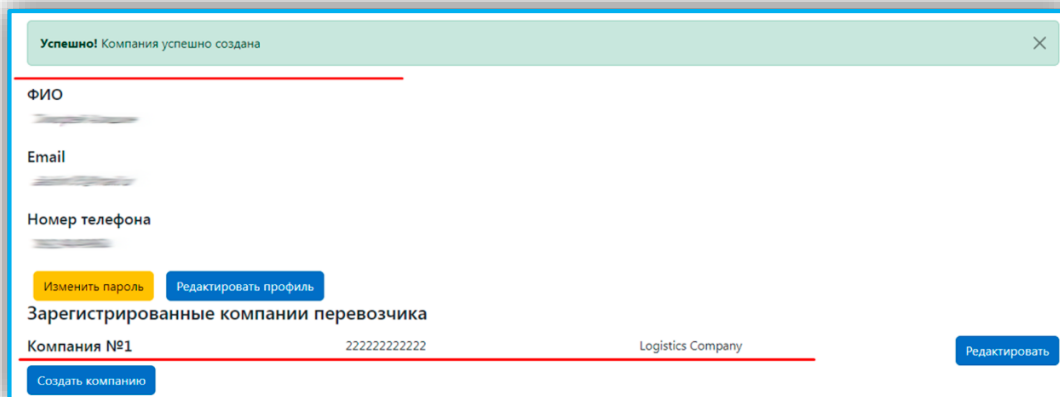 Успешно! Компания успешно создана
ФИО
Email
Номер телефона
Изменить пароль Редактировать профиль
Зарегистрированные компании перевозчика
Компания №1 222222222222 Logistics Company Редактировать
Создать компанию